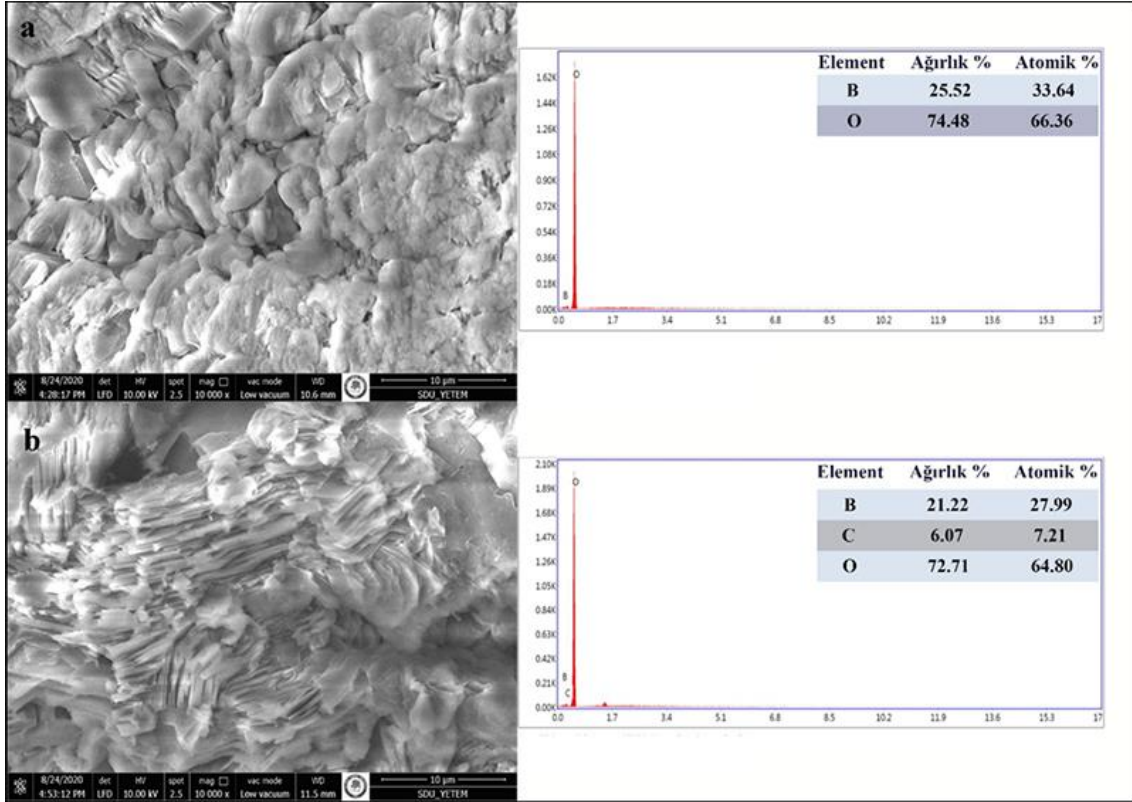 a
8/24/2020 det HV spot mag vac mode WD 10 µm
4:28:17 PM LFD 10.00 kV 2.5 10 000 x Low vacuum 10.6 mm SDU_YETEM
Element Ağırlık % Atomik %
B 25.52 33.64
O 74.48 66.36
O
1.62K
1.44K
1.26K
1.08K
0.90K
0.72K
0.54K
0.36K
0.18K
B
0.00K
0.0 1.7 3.4 5.1 6.8 8.5 10.2 11.9 13.6 15.3 17
b
8/24/2020 det HV spot mag vac mode WD 10 µm
4:53:12 PM LFD 10.00 kV 2.5 10 000 x Low vacuum 11.5 mm SDU_YETEM
Element Ağırlık % Atomik %
B 21.22 27.99
C 6.07 7.21
O 72.71 64.80
2.10K
O
1.89K
1.68K
1.47K
1.26K
1.05K
0.84K
0.63K
0.42K
B
0.21K
C
0.00K
0.0 1.7 3.4 5.1 6.8 8.5 10.2 11.9 13.6 15.3 17